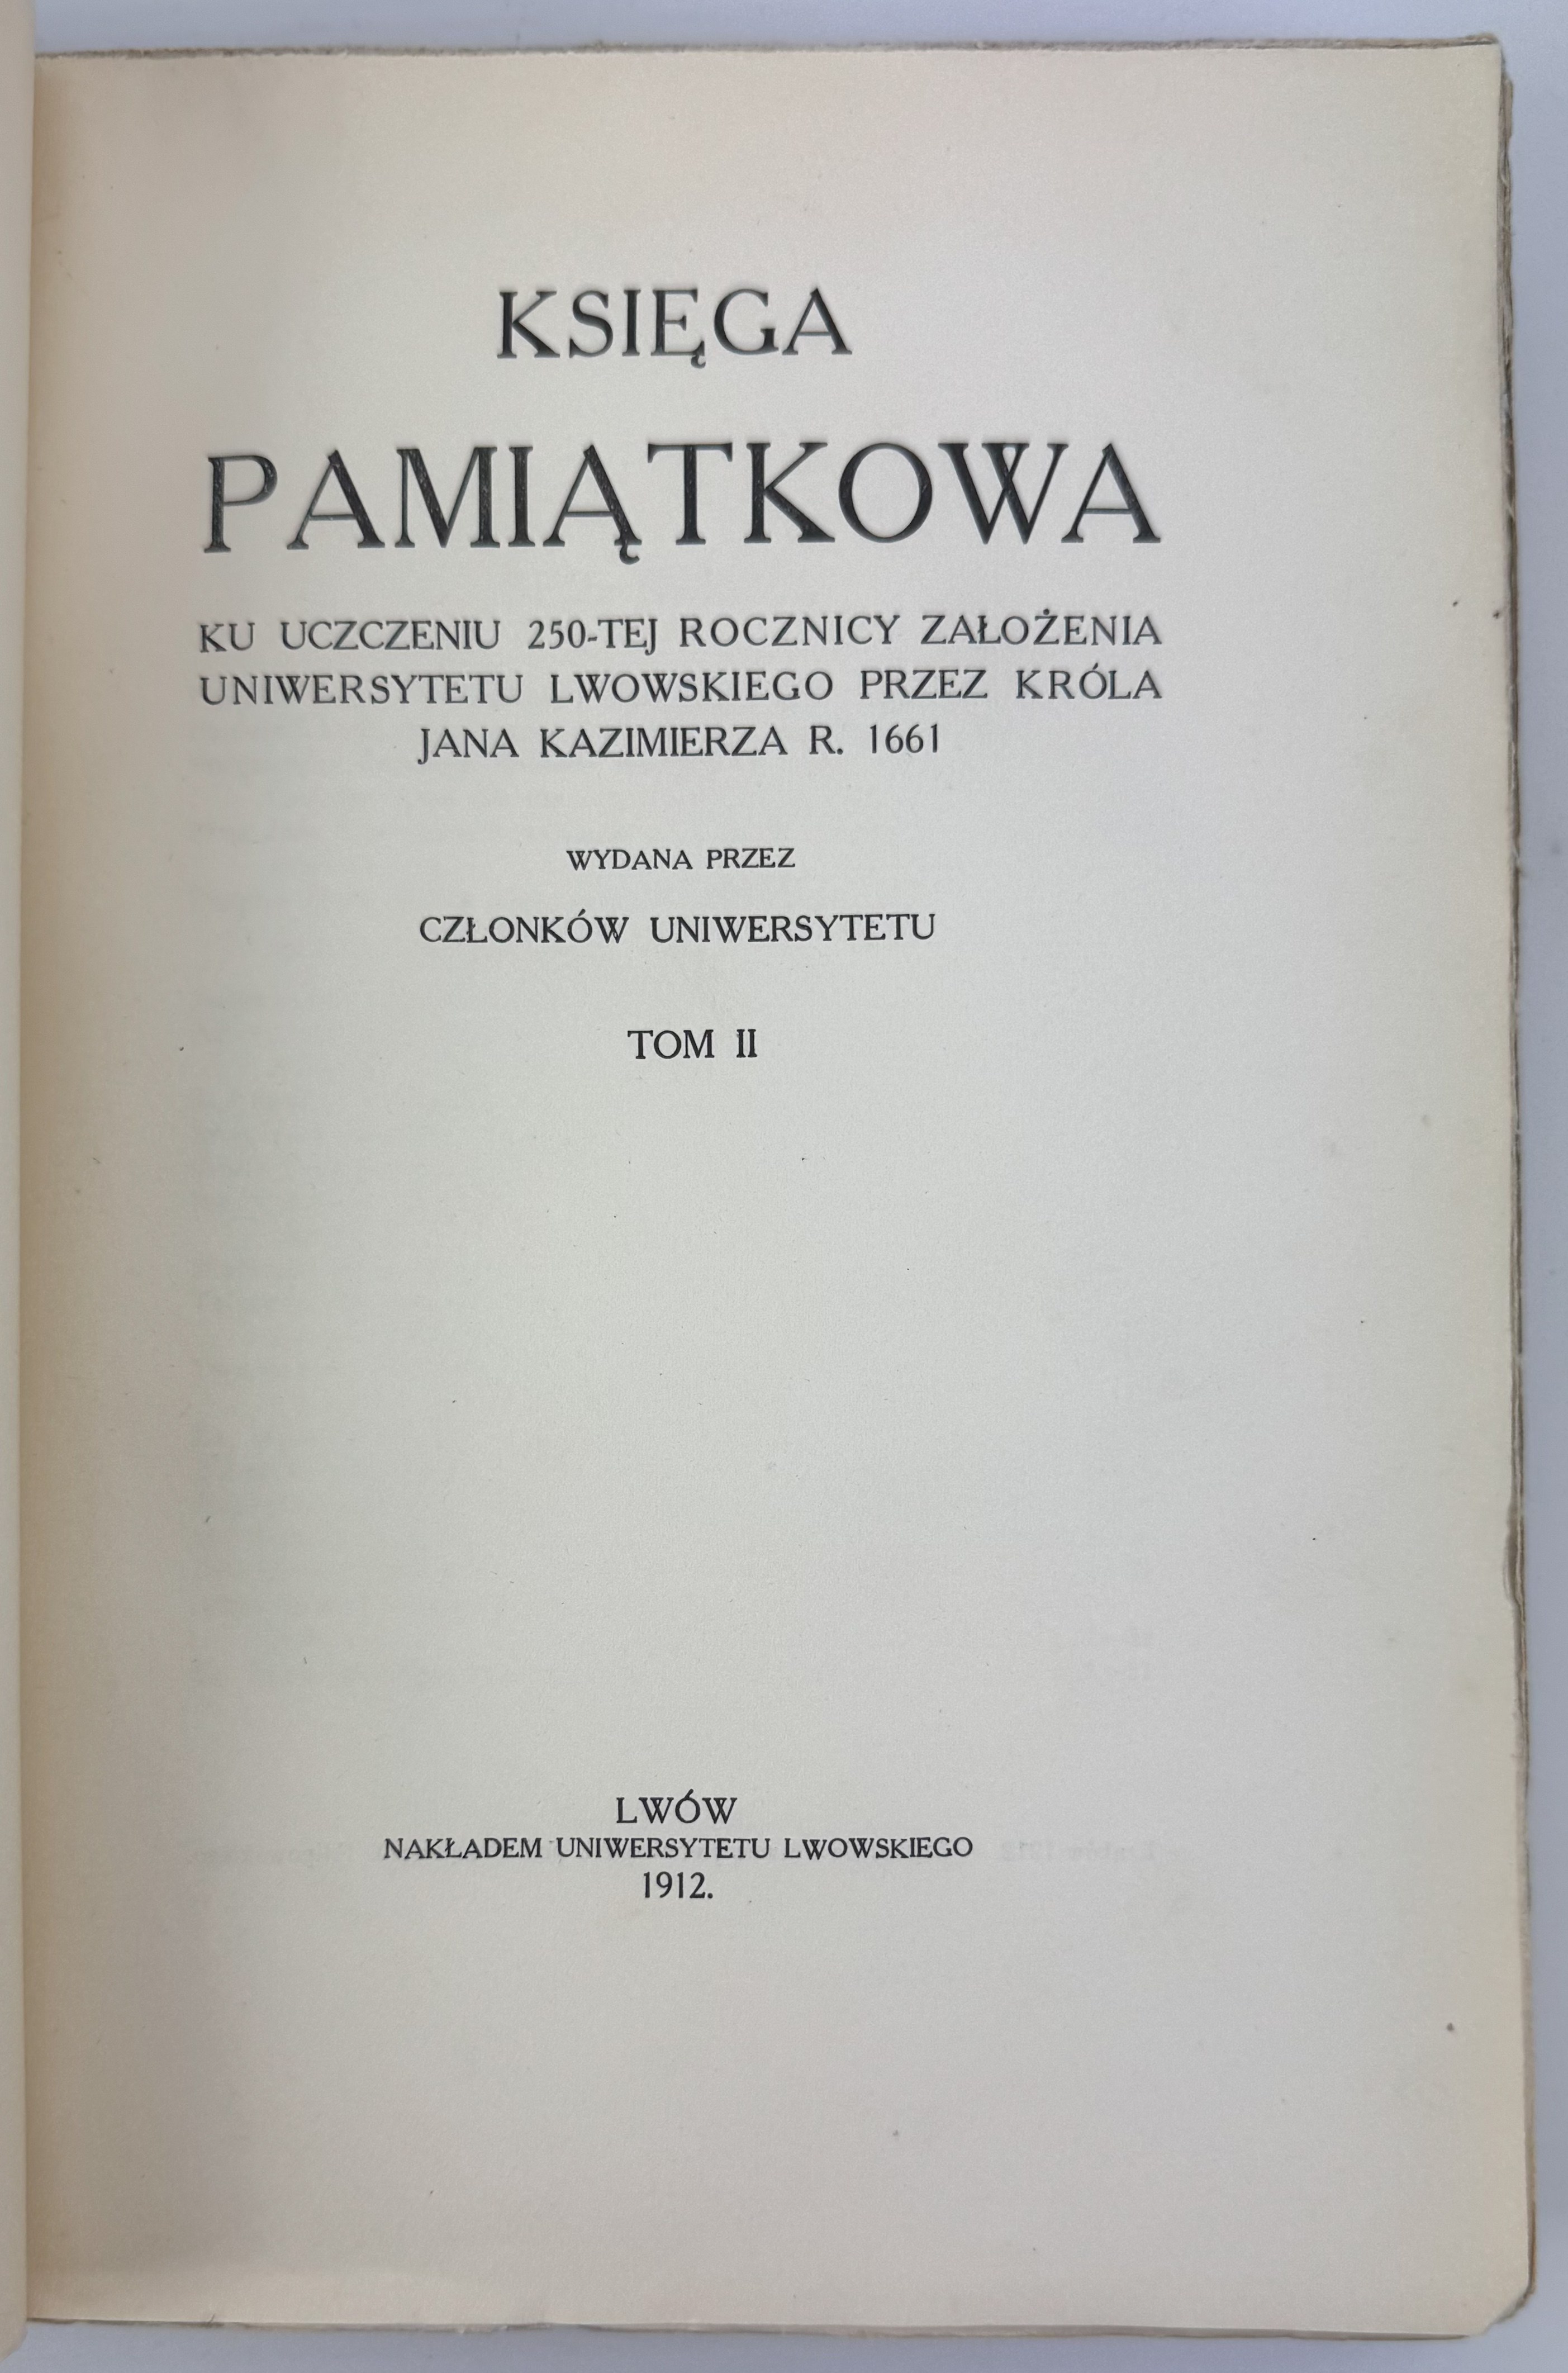 KSIĘGA
PAMIĄTKOWA
KU UCZCZENIU 250-TEJ ROCZNICY ZAŁOŻENIA
UNIWERSYTETU LWOWSKIEGO PRZEZ KRÓLA
JANA KAZIMIERZA R. 1661
WYDANA PRZEZ
CZŁONKÓW UNIWERSYTETU
TOM II
LWÓW
NAKŁADEM UNIWERSYTETU LWOWSKIEGO
1912.